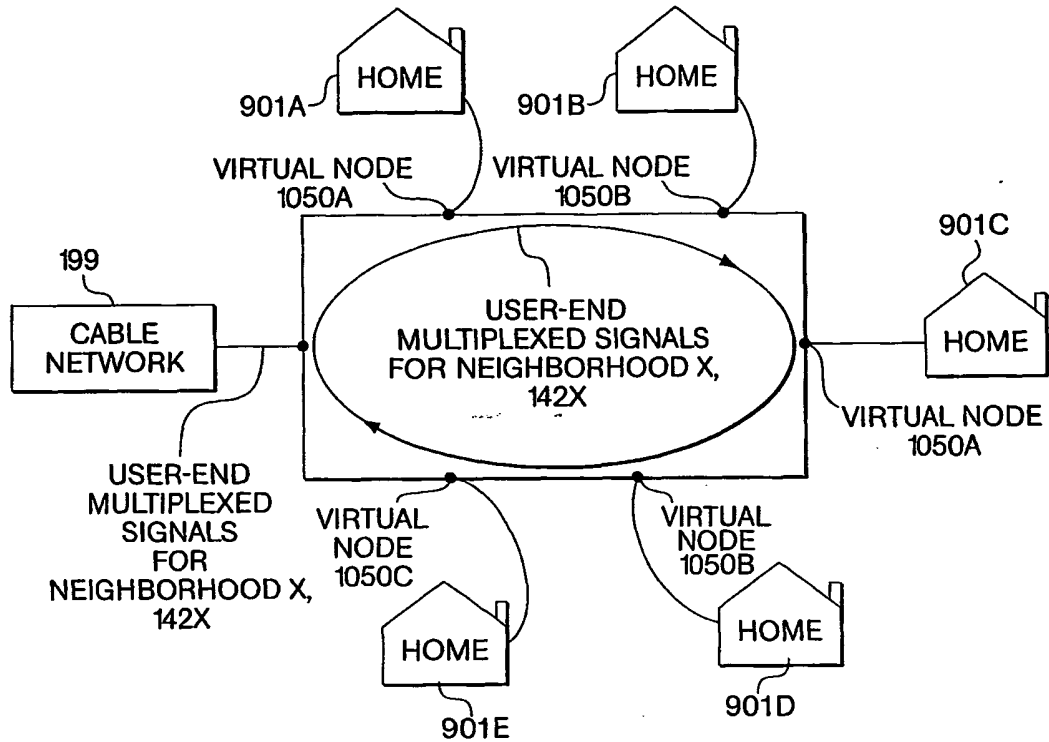 HOME
901A
HOME
901B
VIRTUAL NODE
1050A
VIRTUAL NODE
1050B
901C
HOME
199
CABLE
NETWORK
USER-END
MULTIPLEXED SIGNALS
FOR NEIGHBORHOOD X,
142X
VIRTUAL NODE
1050A
USER-END
MULTIPLEXED
SIGNALS
FOR
NEIGHBORHOOD X,
142X
VIRTUAL
NODE
1050C
VIRTUAL
NODE
1050B
HOME
901E
HOME
901D